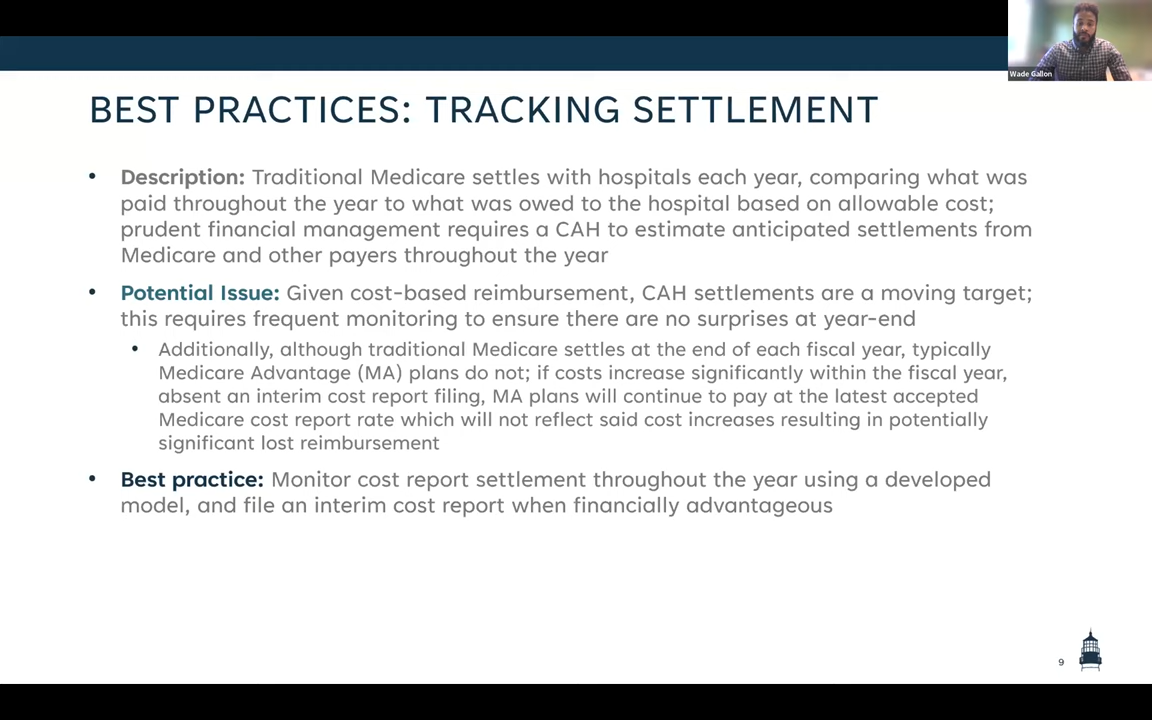 Wade Gallon
BEST PRACTICES: TRACKING SETTLEMENT
• Description: Traditional Medicare settles with hospitals each year, comparing what was
paid throughout the year to what was owed to the hospital based on allowable cost;
prudent financial management requires a CAH to estimate anticipated settlements from
Medicare and other payers throughout the year
• Potential Issue: Given cost-based reimbursement, CAH settlements are a moving target;
this requires frequent monitoring to ensure there are no surprises at year-end
• Additionally, although traditional Medicare settles at the end of each fiscal year, typically
Medicare Advantage (MA) plans do not; if costs increase significantly within the fiscal year,
absent an interim cost report filing, MA plans will continue to pay at the latest accepted
Medicare cost report rate which will not reflect said cost increases resulting in potentially
significant lost reimbursement
• Best practice: Monitor cost report settlement throughout the year using a developed
model, and file an interim cost report when financially advantageous
9